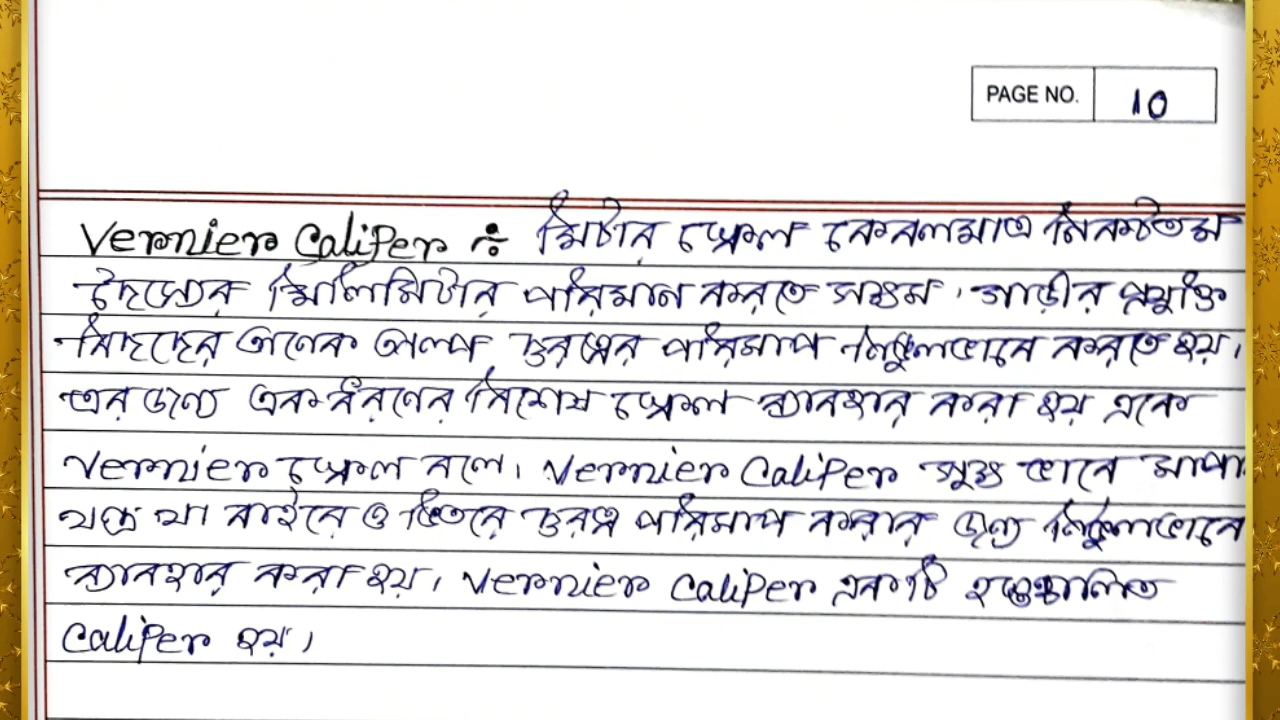 PAGE NO. 10
Vernier Caliper ÷ মিটার স্কেল কেবলমাত্র নিকটতম
দৈর্ঘ্যের মিলিমিটার পরিমাপ করতে সক্ষম। গাড়ীর প্রযুক্তি
বিদদের অনেক অল্প দুরত্বের পরিমাপ নির্ভুলভাবে করতে হয়।
এর জন্য এক ধরণের বিশেষ স্কেল ব্যবহার করা হয় একে
Vernier স্কেল বলে। Vernier Caliper সুক্ষ ভাবে মাপার
যন্ত্র যা বাইরে ও ভিতরে দুরত্ব পরিমাপ করার জন্য নির্ভুলভাবে
ব্যবহার করা হয়। Vernier Caliper একটি হস্তচালিত
Caliper হয়।